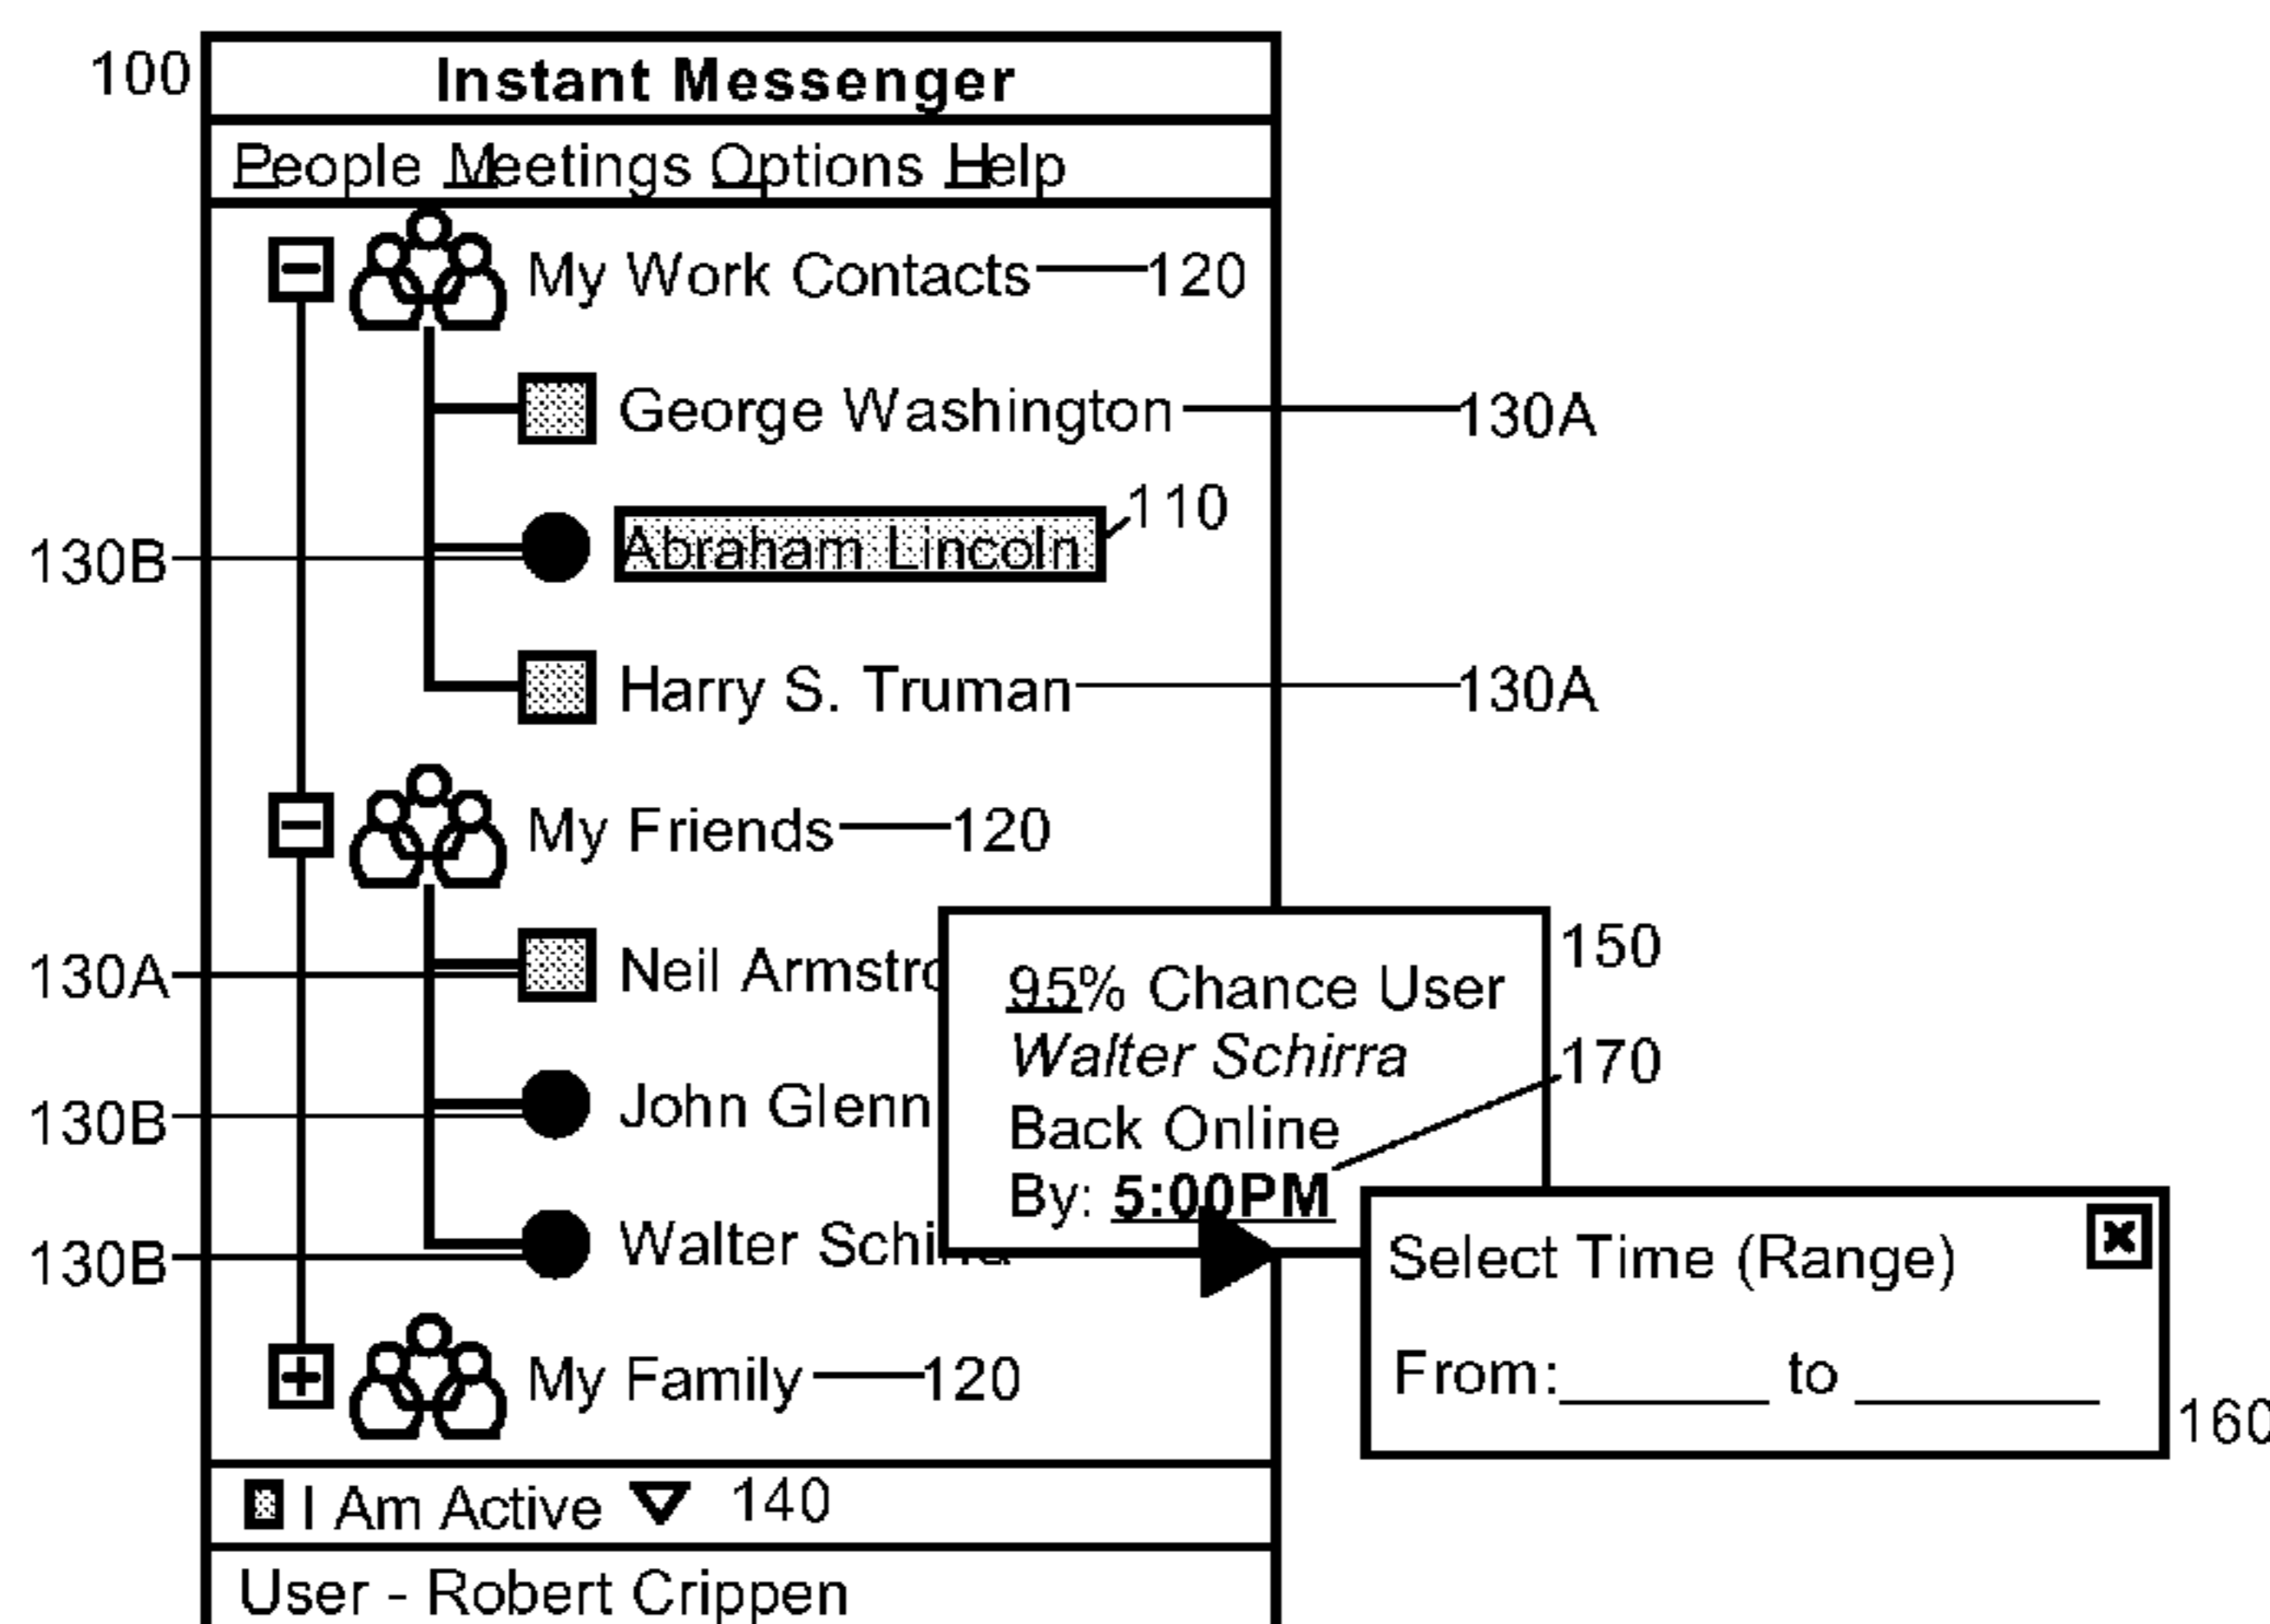 100 Instant Messenger
People Meetings Options Help
My Work Contacts 120
George Washington 130A
110
130B Abraham Lincoln
Harry S. Truman 130A
My Friends 120
150
130A Neil Armstro
95% Chance User
Walter Schirra
170
130B John Glenn
Back Online
By: 5:00PM
130B Walter Schirra
Select Time (Range)
From:______ to ______
My Family 120
160
I Am Active 140
User - Robert Crippen